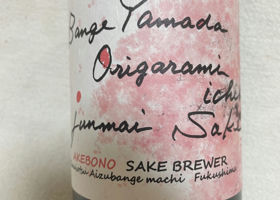 Bange Yamada
Origarami
ichi
Junmai Sake
AKEBONO SAKE BREWER
Aizubange machi Fukushima